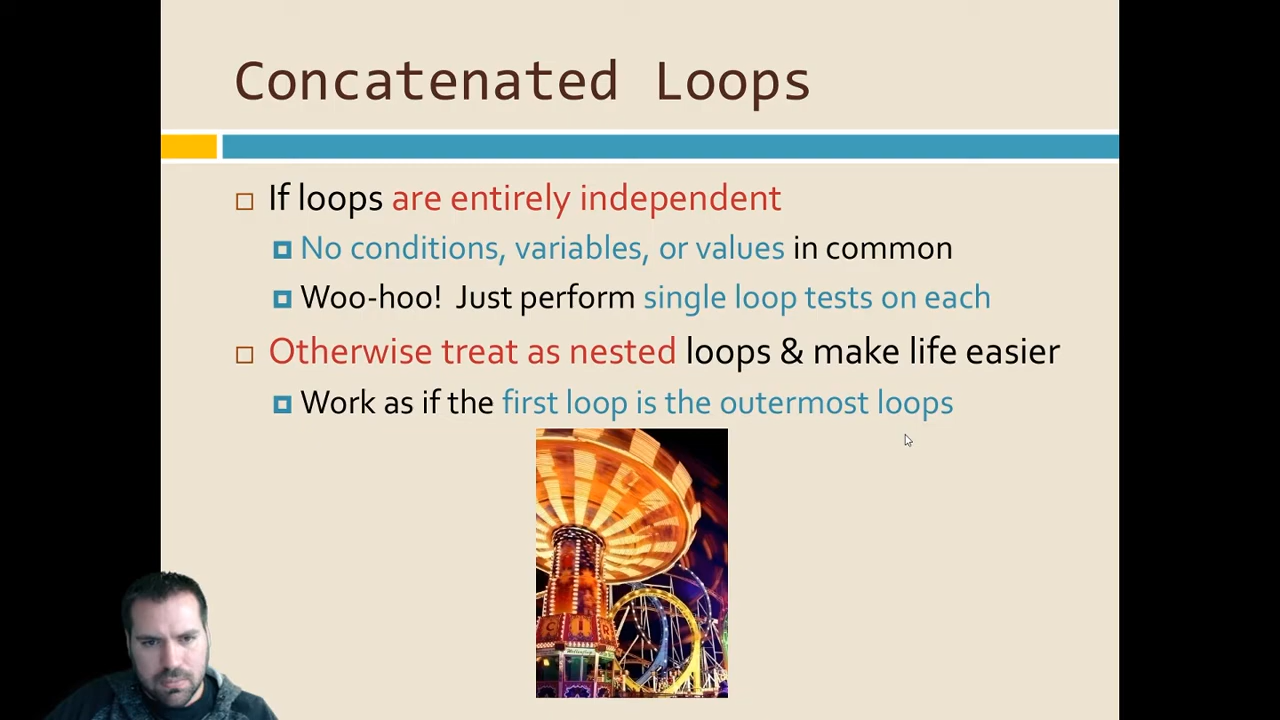 Concatenated Loops
If loops are entirely independent
No conditions, variables, or values in common
Woo-hoo! Just perform single loop tests on each
Otherwise treat as nested loops & make life easier
Work as if the first loop is the outermost loops